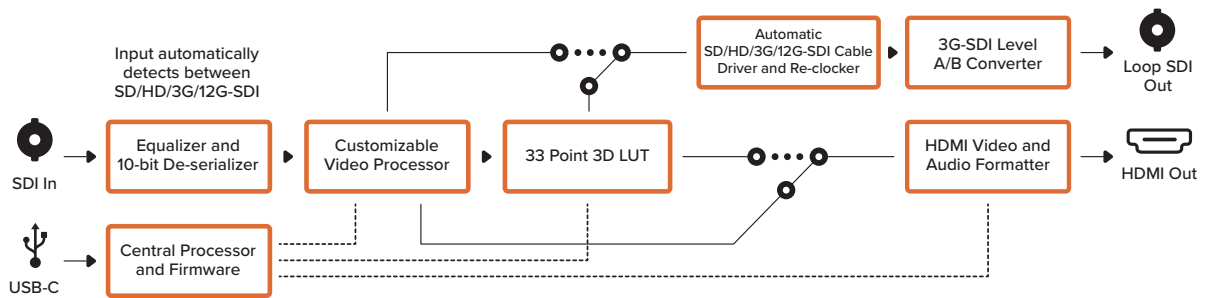 Input automatically
detects between
SD/HD/3G/12G-SDI
Automatic
SD/HD/3G/12G-SDI Cable
Driver and Re-clocker
3G-SDI Level
A/B Converter
Loop SDI
Out
SDI In
Equalizer and
10-bit De-serializer
Customizable
Video Processor
33 Point 3D LUT
HDMI Video and
Audio Formatter
HDMI Out
USB-C
Central Processor
and Firmware